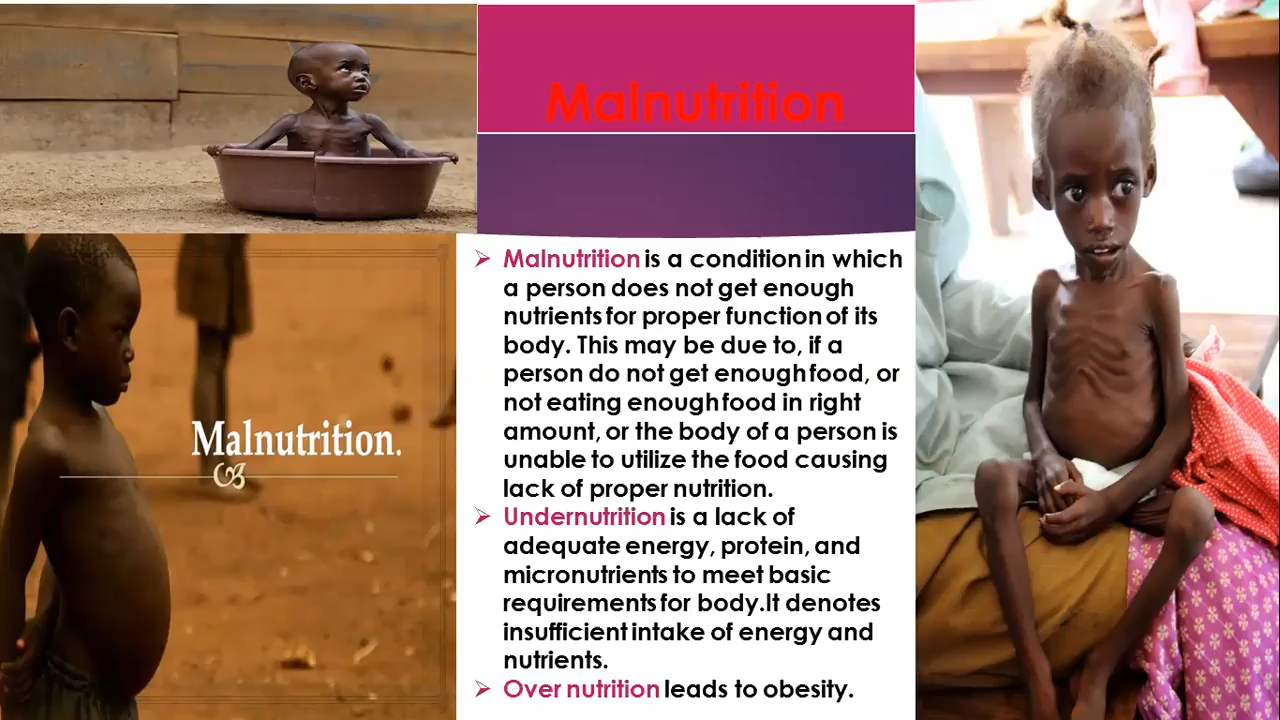 Malnutrition
Malnutrition is a condition in which
a person does not get enough
nutrients for proper function of its
body. This may be due to, if a
person do not get enough food, or
not eating enough food in right
amount, or the body of a person is
unable to utilize the food causing
lack of proper nutrition.
Undernutrition is a lack of
adequate energy, protein, and
micronutrients to meet basic
requirements for body.It denotes
insufficient intake of energy and
nutrients.
Over nutrition leads to obesity.
Malnutrition.